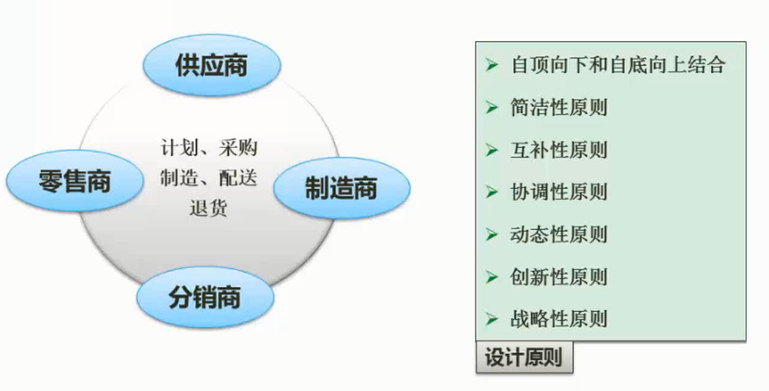 供应商
计划、采购
制造、配送
退货
零售商
制造商
分销商
自顶向下和自底向上结合
简洁性原则
互补性原则
协调性原则
动态性原则
创新性原则
战略性原则
设计原则